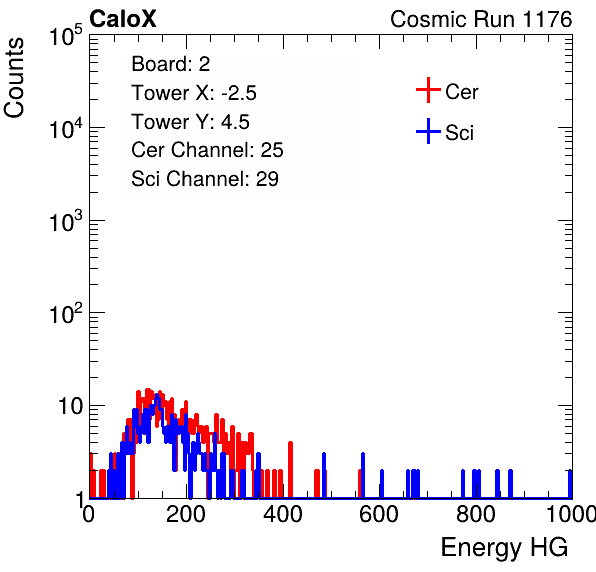 CaloX Cosmic Run 1176
Counts
10^5
10^4
10^3
10^2
10
1
Board: 2
Tower X: -2.5
Tower Y: 4.5
Cer Channel: 25
Sci Channel: 29
Cer
Sci
0 200 400 600 800 1000
Energy HG